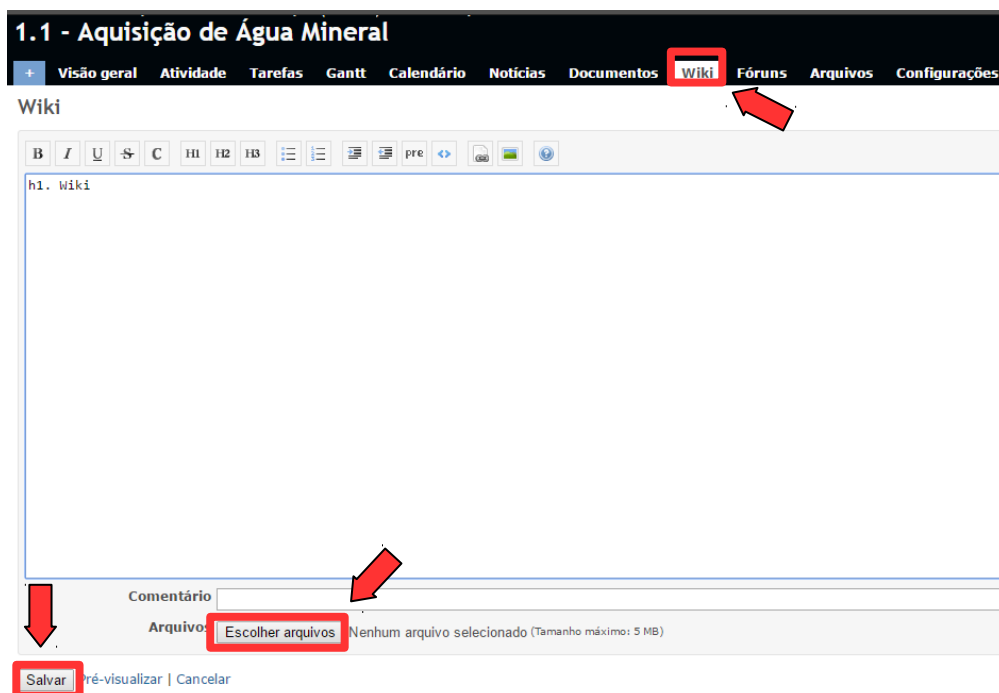 1.1 - Aquisição de Água Mineral
+ Visão geral Atividade Tarefas Gantt Calendário Notícias Documentos Wiki Fóruns Arquivos Configurações
Wiki
B I U S C H1 H2 H3 pre <>
h1. Wiki
Comentário
Arquivos Escolher arquivos Nenhum arquivo selecionado (Tamanho máximo: 5 MB)
Salvar Pré-visualizar | Cancelar